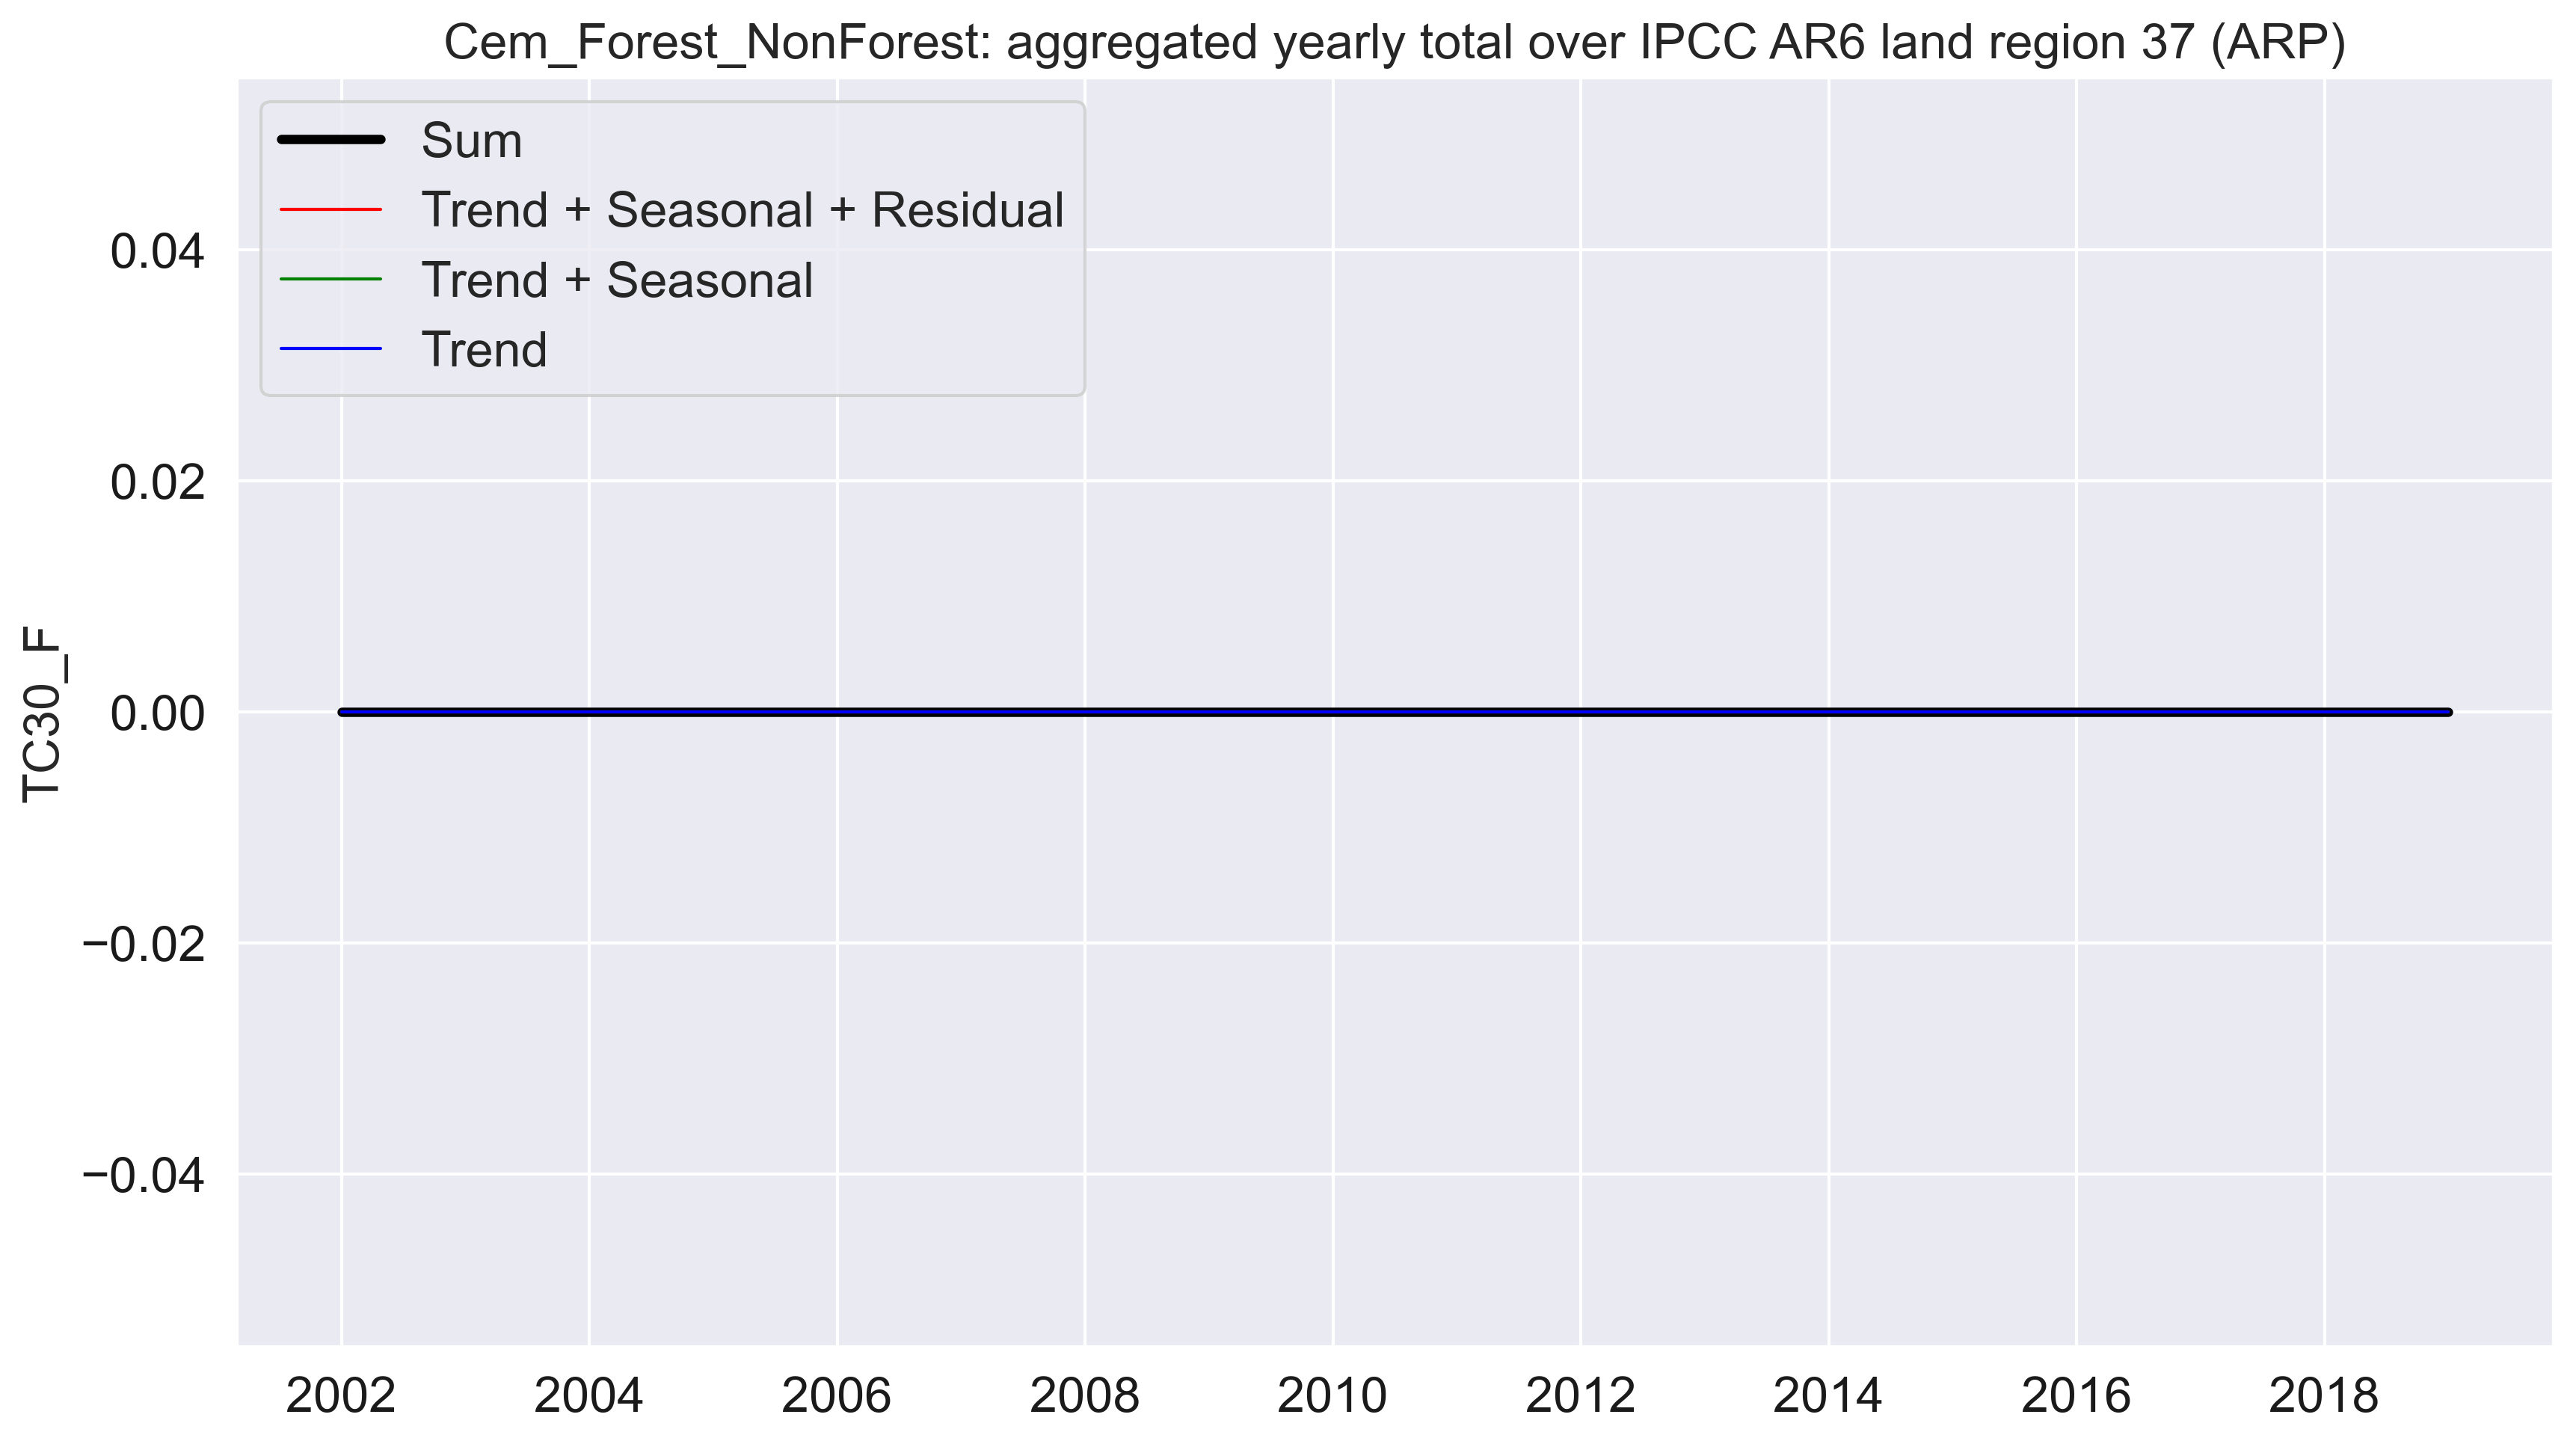 Cem_Forest_NonForest: aggregated yearly total over IPCC AR6 land region 37 (ARP)
Sum
Trend + Seasonal + Residual
Trend + Seasonal
Trend
TC30_F
0.04
0.02
0.00
−0.02
−0.04
2002 2004 2006 2008 2010 2012 2014 2016 2018